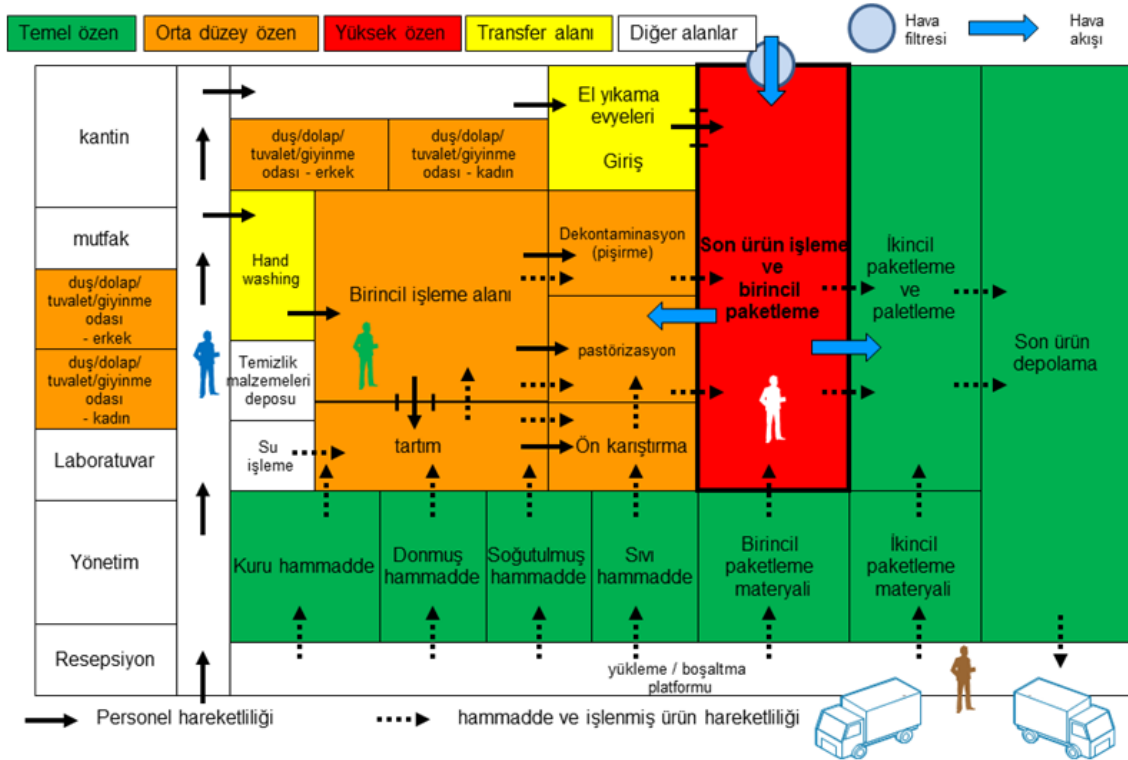 Temel özen
Orta düzey özen
Yüksek özen
Transfer alanı
Diğer alanlar
Hava
filtresi
Hava
akışı
kantin
mutfak
duş/dolap/
tuvalet/giyinme
odası
- erkek
duş/dolap/
tuvalet/giyinme
odası
- kadın
Laboratuvar
Yönetim
Resepsiyon
duş/dolap/
tuvalet/giyinme
odası - erkek
duş/dolap/
tuvalet/giyinme
odası - kadın
El yıkama
evyeleri
Giriş
Hand
washing
Birincil işleme alanı
Dekontaminasyon
(pişirme)
pastörizasyon
Temizlik
malzemeleri
deposu
Su
işleme
tartım
Ön karıştırma
Son ürün işleme
ve
birincil
paketleme
İkincil
paketleme
ve
paletleme
Son ürün
depolama
Kuru hammadde
Donmuş
hammadde
Soğutulmuş
hammadde
Sıvı
hammadde
Birincil
paketleme
materyali
İkincil
paketleme
materyali
yükleme / boşaltma
platformu
Personel hareketliliği
hammadde ve işlenmiş ürün hareketliliği